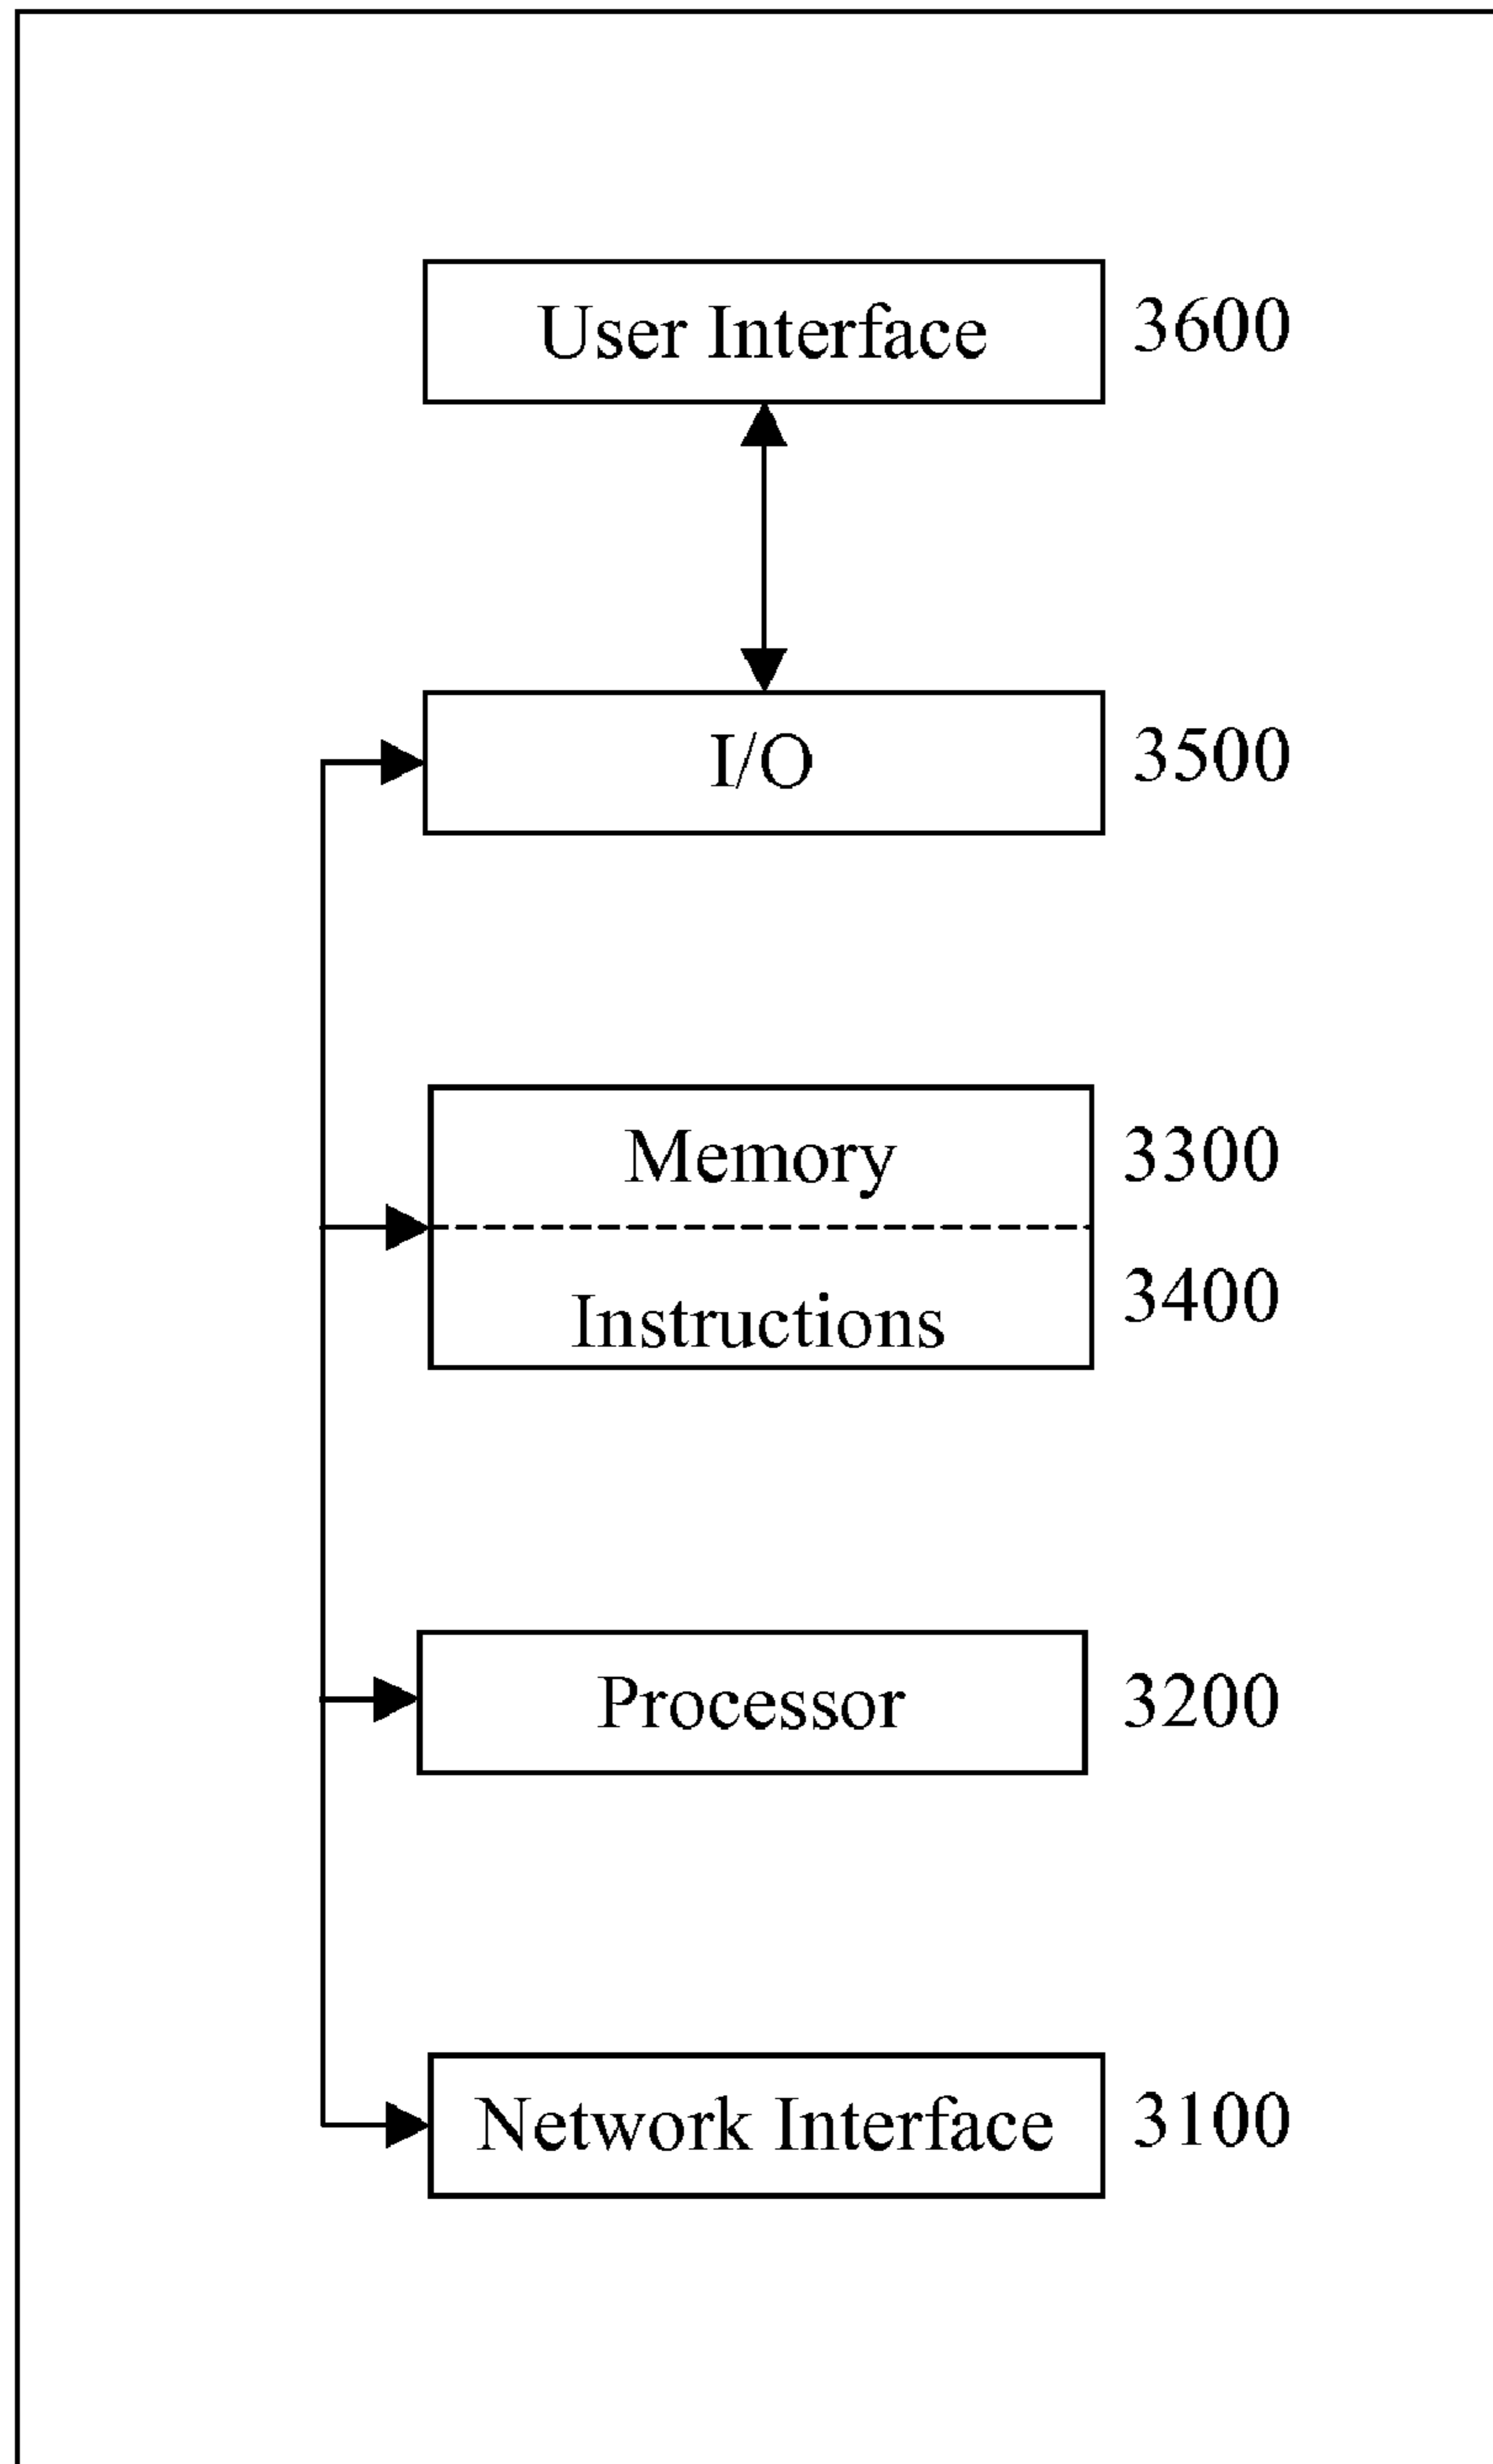 User Interface 3600
I/O 3500
Memory 3300
Instructions 3400
Processor 3200
Network Interface 3100